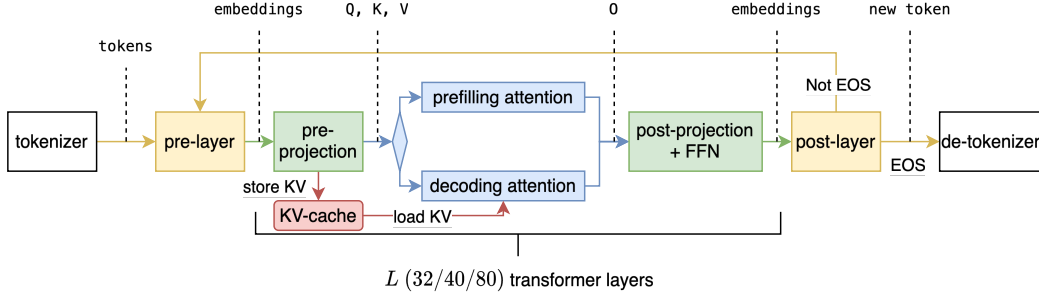 embeddings
Q, K, V
O
embeddings
new token
tokens
Not EOS
tokenizer
pre-layer
pre-
projection
prefilling attention
decoding attention
post-projection
+ FFN
post-layer
de-tokenizer
EOS
store KV
KV-cache
load KV
L (32/40/80) transformer layers